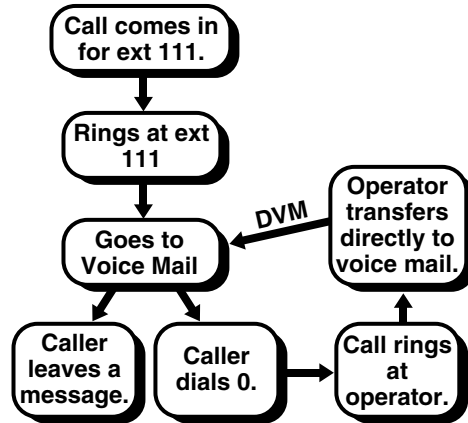 Call comes in
for ext 111.
Rings at ext
111
Goes to
Voice Mail
DVM
Operator
transfers
directly to
voice mail.
Caller
leaves a
message.
Caller
dials 0.
Call rings
at
operator.